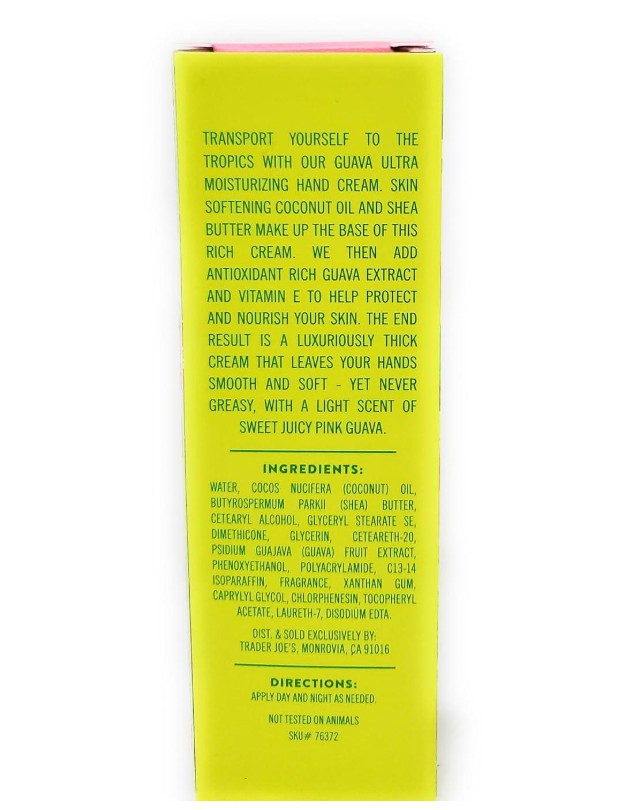 TRANSPORT YOURSELF TO THE
TROPICS WITH OUR GUAVA ULTRA
MOISTURIZING HAND CREAM. SKIN
SOFTENING COCONUT OIL AND SHEA
BUTTER MAKE UP THE BASE OF THIS
RICH CREAM. WE THEN ADD
ANTIOXIDANT RICH GUAVA EXTRACT
AND VITAMIN E TO HELP PROTECT
AND NOURISH YOUR SKIN. THE END
RESULT IS A LUXURIOUSLY THICK
CREAM THAT LEAVES YOUR HANDS
SMOOTH AND SOFT - YET NEVER
GREASY, WITH A LIGHT SCENT OF
SWEET JUICY PINK GUAVA.
INGREDIENTS:
WATER, COCOS NUCIFERA (COCONUT) OIL,
BUTYROSPERMUM PARKII (SHEA) BUTTER,
CETEARYL ALCOHOL, GLYCERYL STEARATE SE,
DIMETHICONE, GLYCERIN, CETEARETH-20,
PSIDIUM GUAJAVA (GUAVA) FRUIT EXTRACT,
PHENOXYETHANOL, POLYACRYLAMIDE, C13-14
ISOPARAFFIN, FRAGRANCE, XANTHAN GUM,
CAPRYLYL GLYCOL, CHLORPHENESIN, TOCOPHERYL
ACETATE, LAURETH-7, DISODIUM EDTA.
DIST. & SOLD EXCLUSIVELY BY:
TRADER JOE'S, MONROVIA, CA 91016
DIRECTIONS:
APPLY DAY AND NIGHT AS NEEDED.
NOT TESTED ON ANIMALS
SKU# 76372